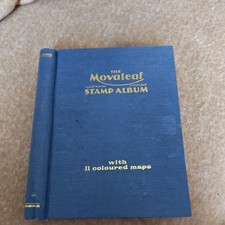 THE
Movaleaf
STAMP ALBUM
with
11 coloured maps